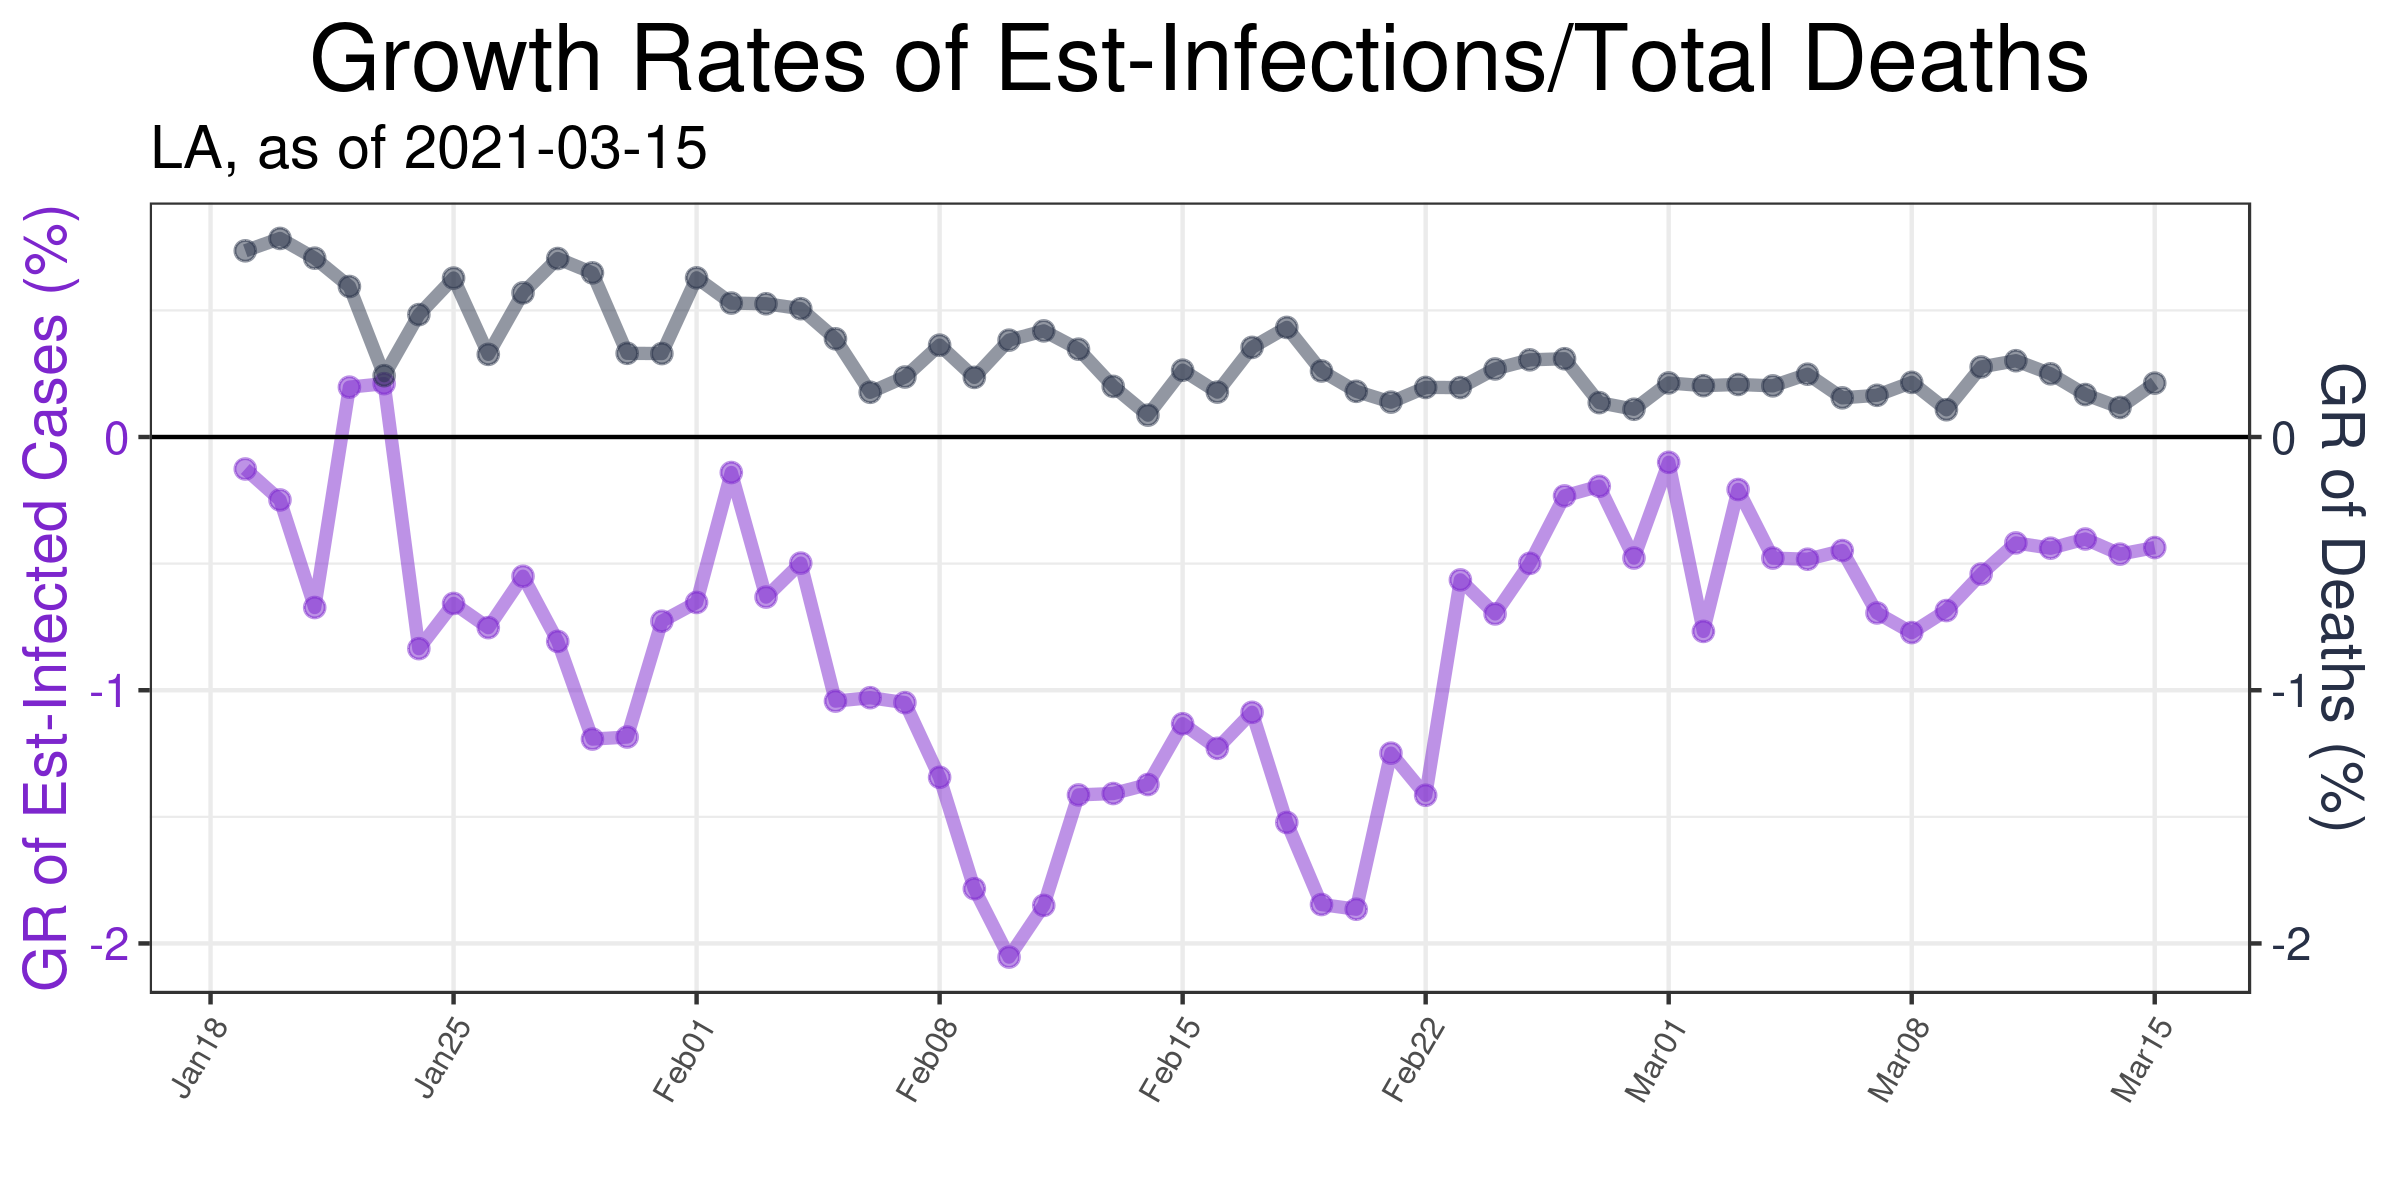 Growth Rates of Est-Infections/Total Deaths
LA, as of 2021-03-15
GR of Est-Infected Cases (%)
0
-1
-2
0
-1
-2
GR of Deaths (%)
Jan18
Jan25
Feb01
Feb08
Feb15
Feb22
Mar01
Mar08
Mar15